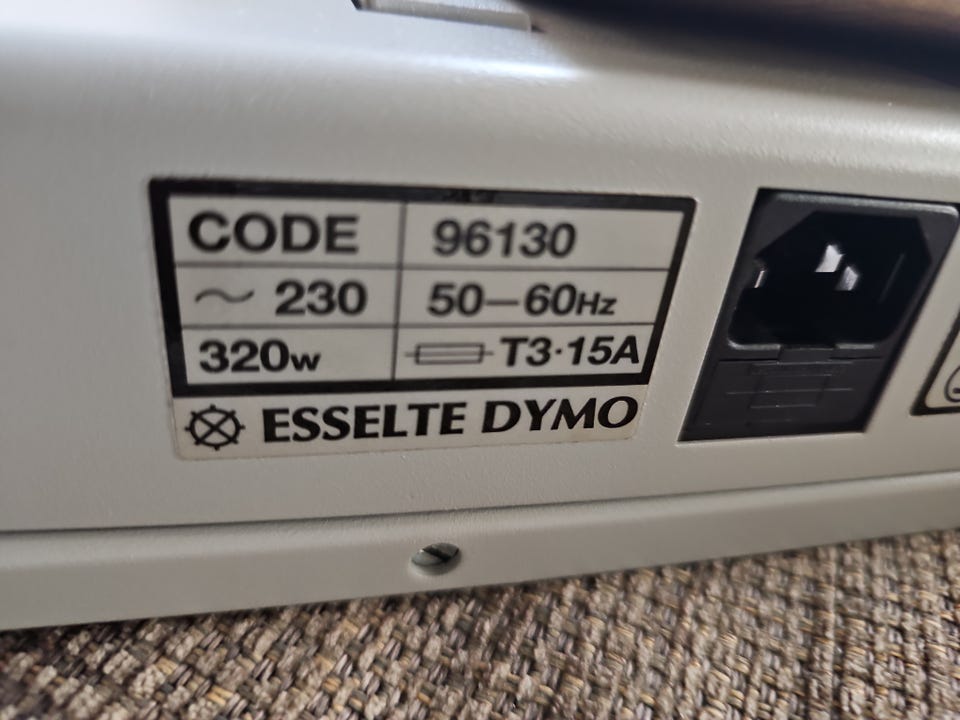 CODE 96130
~ 230 50–60Hz
320w T3·15A
ESSELTE DYMO